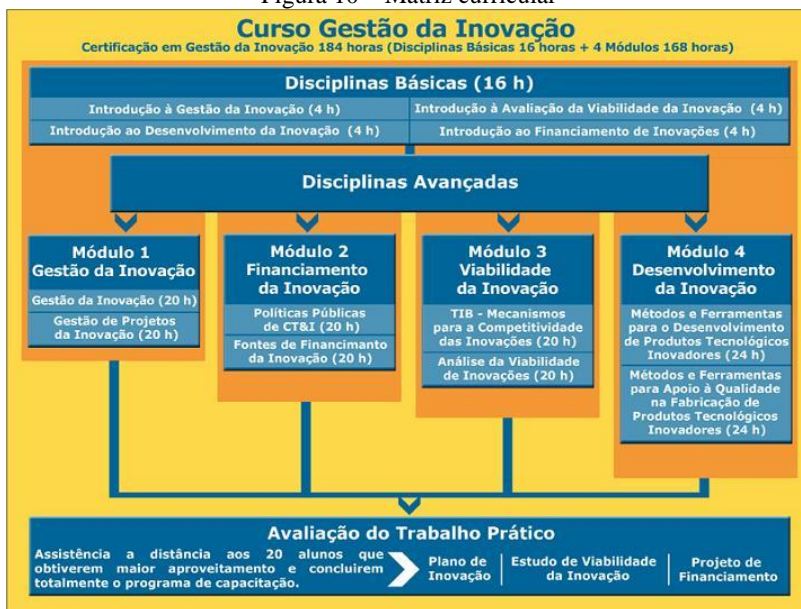 Figura 16 – Matriz curricular
Curso Gestão da Inovação
Certificação em Gestão da Inovação 184 horas (Disciplinas Básicas 16 horas + 4 Módulos 168 horas)
Disciplinas Básicas (16 h)
Introdução à Gestão da Inovação (4 h)
Introdução à Avaliação da Viabilidade da Inovação (4 h)
Introdução ao Desenvolvimento da Inovação (4 h)
Introdução ao Financiamento de Inovações (4 h)
Disciplinas Avançadas
Módulo 1
Gestão da Inovação
Gestão da Inovação (20 h)
Gestão de Projetos
da Inovação (20 h)
Módulo 2
Financiamento
da Inovação
Políticas Públicas
de CT&I (20 h)
Fontes de Financimanto
da Inovação (20 h)
Módulo 3
Viabilidade
da Inovação
TIB - Mecanismos
para a Competitividade
das Inovações (20 h)
Análise da Viabilidade
de Inovações (20 h)
Módulo 4
Desenvolvimento
da Inovação
Métodos e Ferramentas
para o Desenvolvimento
de Produtos Tecnológicos
Inovadores (24 h)
Métodos e Ferramentas
para Apoio à Qualidade
na Fabricação de
Produtos Tecnológicos
Inovadores (24 h)
Avaliação do Trabalho Prático
Assistência a distância aos 20 alunos que
obtiverem maior aproveitamento e concluirem
totalmente o programa de capacitação.
Plano de
Inovação
Estudo de Viabilidade
da Inovação
Projeto de
Financiamento